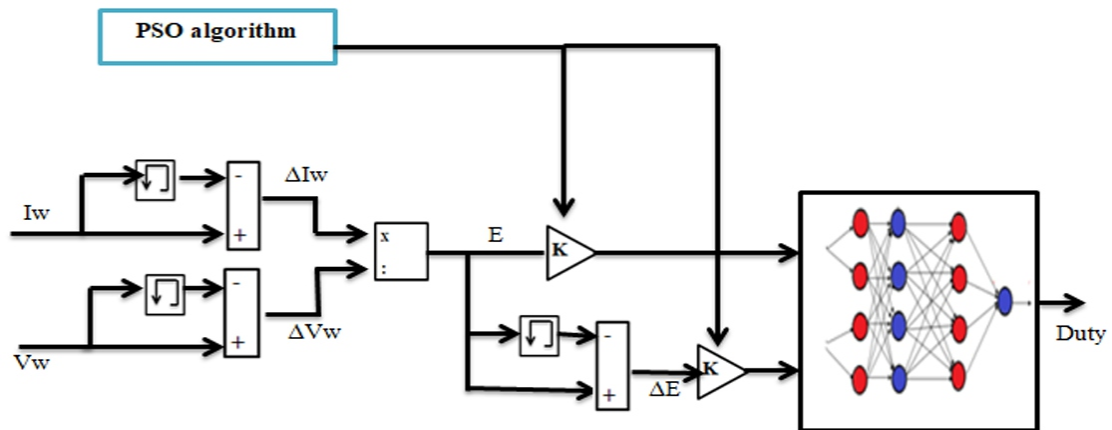 PSO algorithm
Iw
-
+
ΔIw
Vw
-
+
ΔVw
x
:
E
K
-
+
ΔE
K
Duty